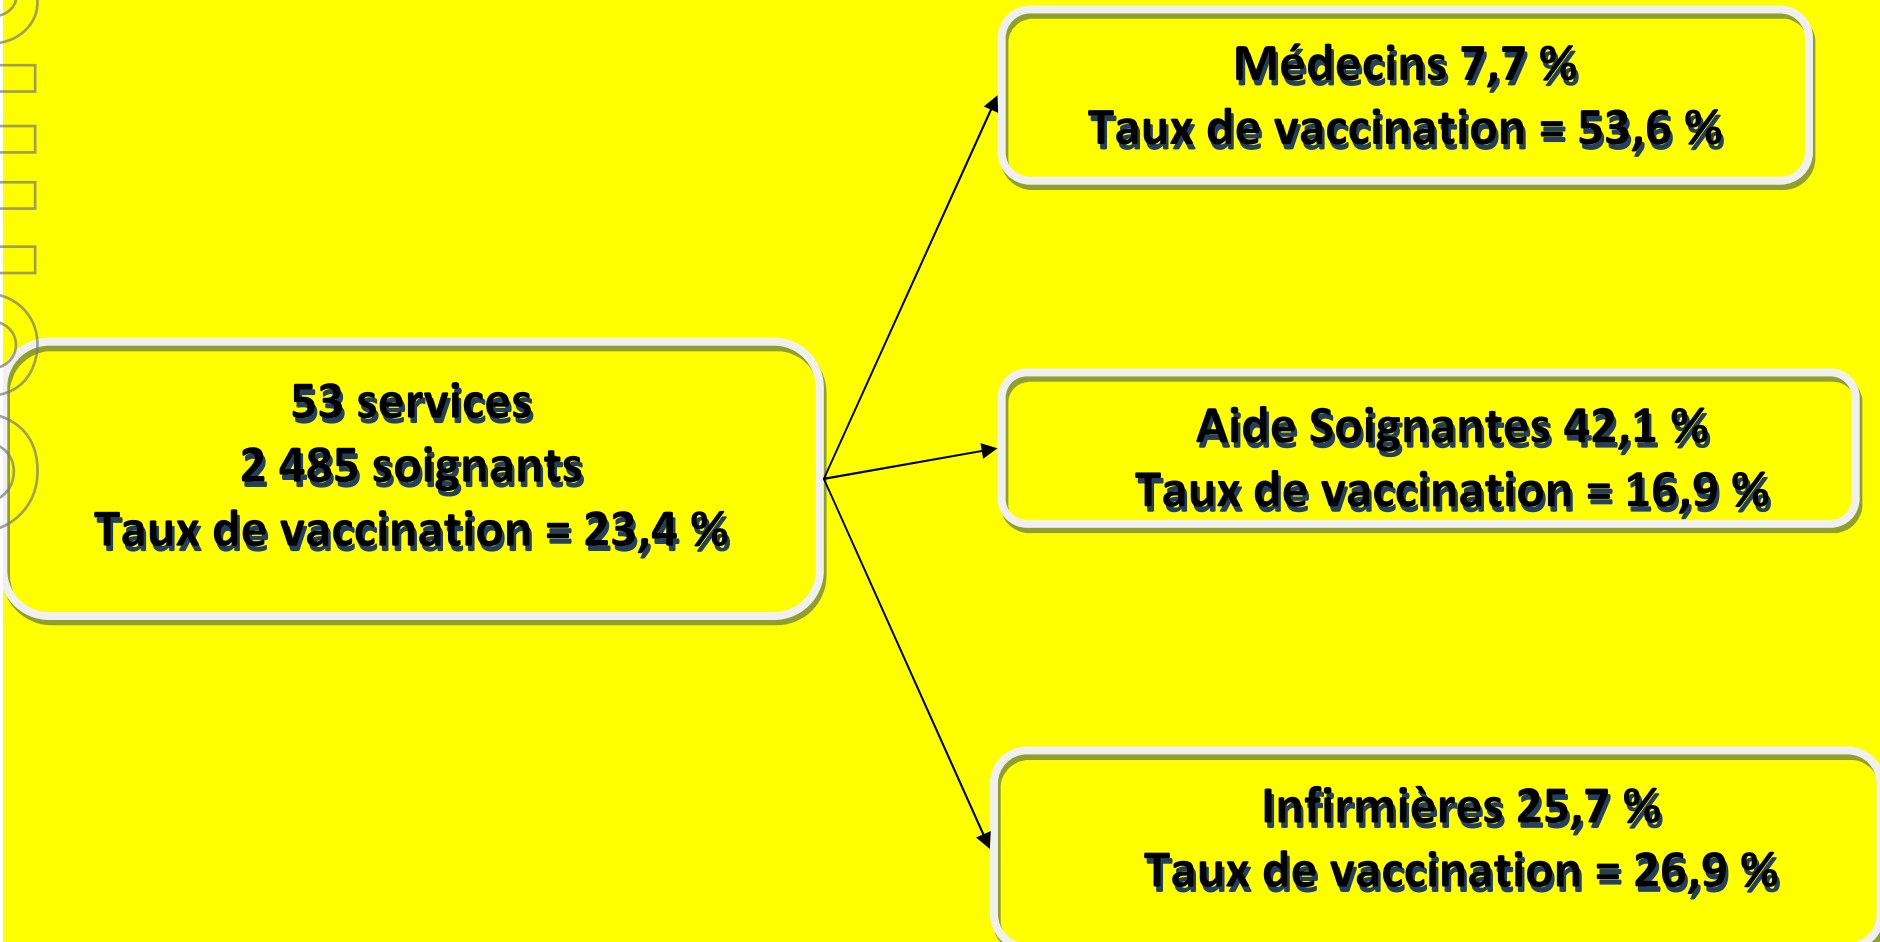 Médecins 7,7 %
Taux de vaccination = 53,6 %
53 services
2 485 soignants
Taux de vaccination = 23,4 %
Aide Soignantes 42,1 %
Taux de vaccination = 16,9 %
Infirmières 25,7 %
Taux de vaccination = 26,9 %